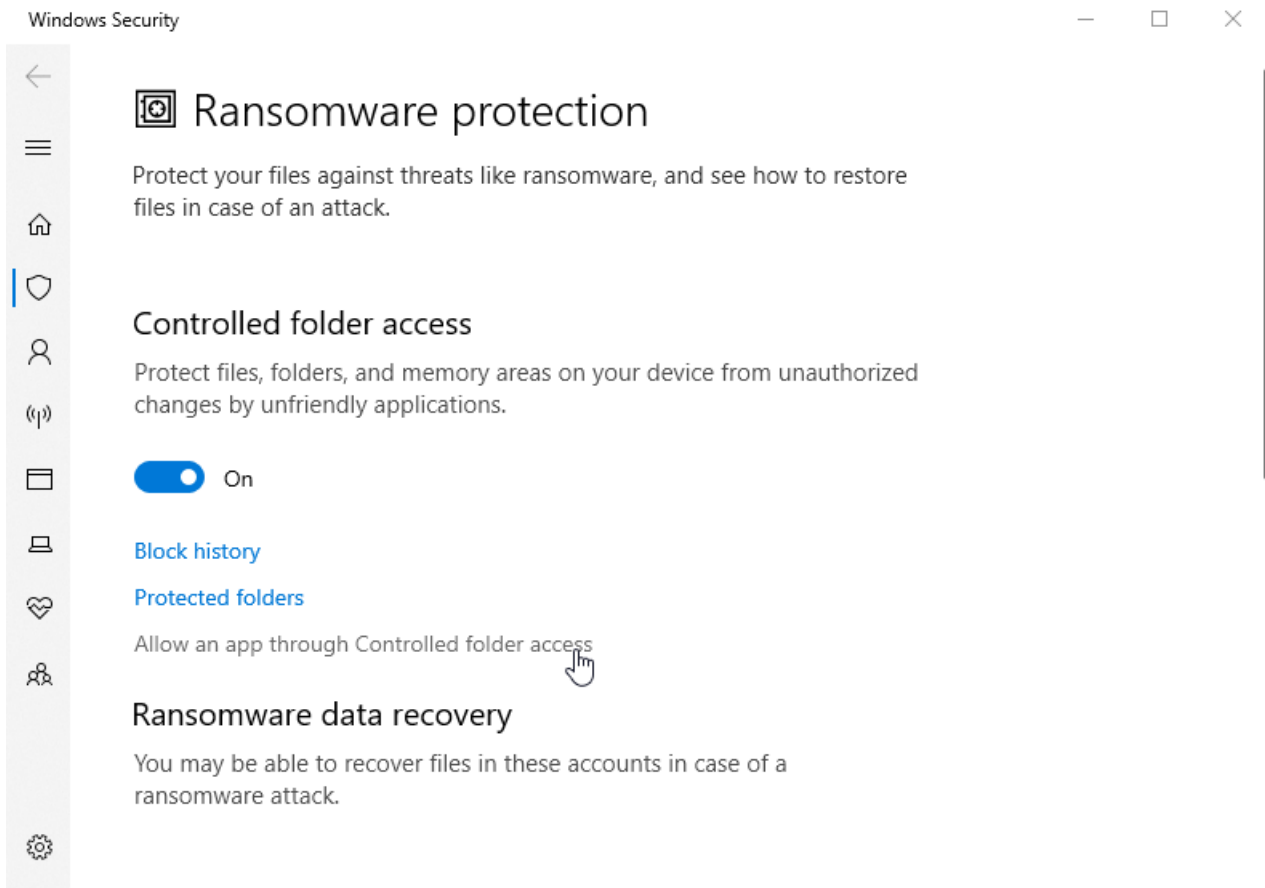 Windows Security
Ransomware protection
Protect your files against threats like ransomware, and see how to restore
files in case of an attack.
Controlled folder access
Protect files, folders, and memory areas on your device from unauthorized
changes by unfriendly applications.
On
Block history
Protected folders
Allow an app through Controlled folder access
Ransomware data recovery
You may be able to recover files in these accounts in case of a
ransomware attack.